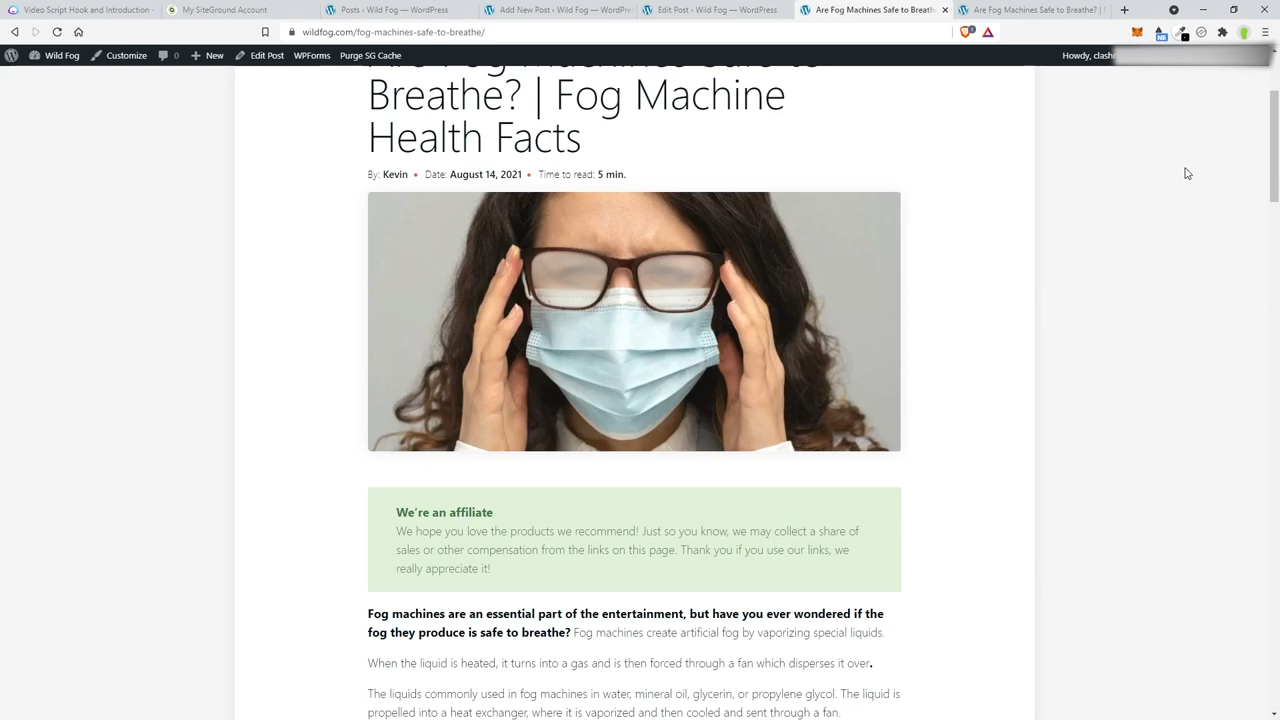 Video Script Hook and Introduction -
My SiteGround Account
Posts ‹ Wild Fog — WordPress
Add New Post ‹ Wild Fog — WordPre
Edit Post ‹ Wild Fog — WordPress
Are Fog Machines Safe to Breath
Are Fog Machines Safe to Breathe? | F
wildfog.com/fog-machines-safe-to-breathe/
Wild Fog
Customize
0
New
Edit Post
WPForms
Purge SG Cache
Howdy, clash
Are Fog Machines Safe to
Breathe? | Fog Machine
Health Facts
By: Kevin • Date: August 14, 2021 • Time to read: 5 min.
We're an affiliate
We hope you love the products we recommend! Just so you know, we may collect a share of
sales or other compensation from the links on this page. Thank you if you use our links, we
really appreciate it!
Fog machines are an essential part of the entertainment, but have you ever wondered if the
fog they produce is safe to breathe? Fog machines create artificial fog by vaporizing special liquids.
When the liquid is heated, it turns into a gas and is then forced through a fan which disperses it over.
The liquids commonly used in fog machines in water, mineral oil, glycerin, or propylene glycol. The liquid is
propelled into a heat exchanger, where it is vaporized and then cooled and sent through a fan.